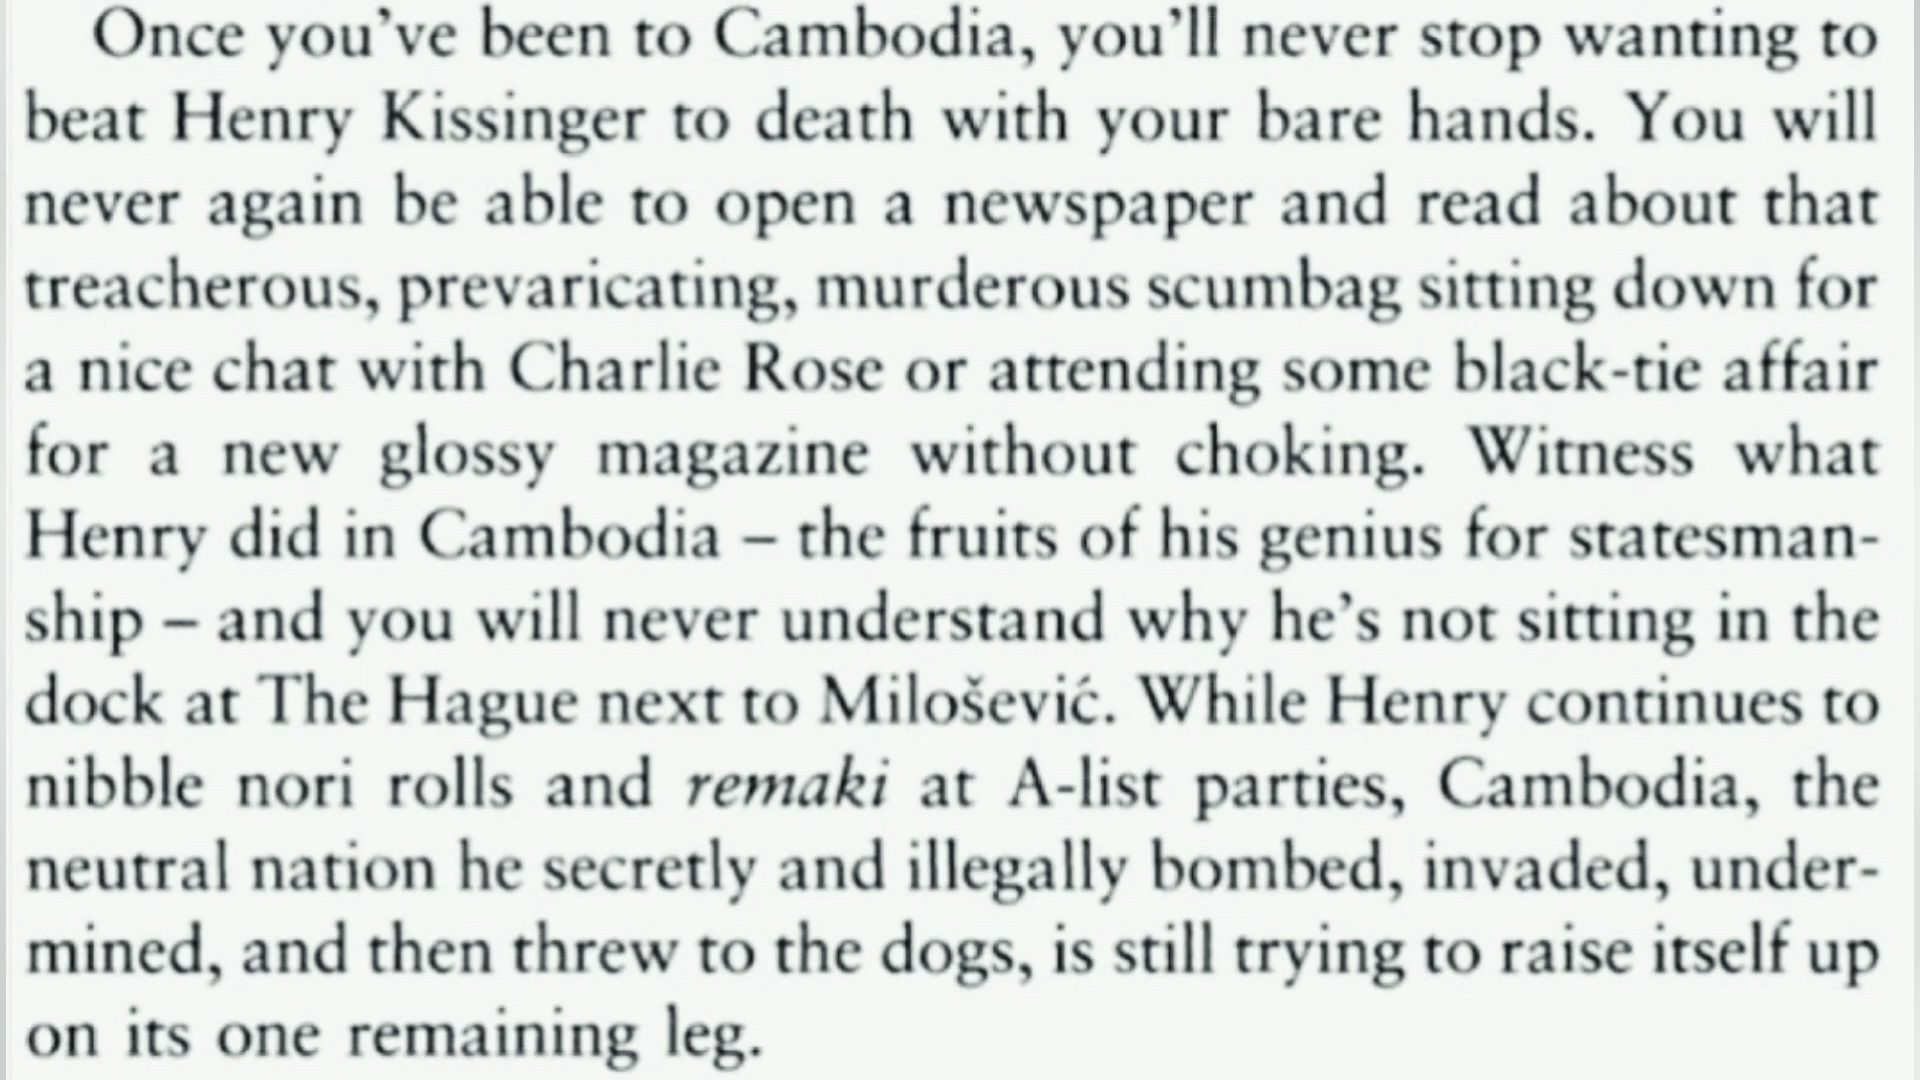 Once you've been to Cambodia, you'll never stop wanting to
beat Henry Kissinger to death with your bare hands. You will
never again be able to open a newspaper and read about that
treacherous, prevaricating, murderous scumbag sitting down for
a nice chat with Charlie Rose or attending some black-tie affair
for a new glossy magazine without choking. Witness what
Henry did in Cambodia – the fruits of his genius for statesman-
ship – and you will never understand why he's not sitting in the
dock at The Hague next to Milošević. While Henry continues to
nibble nori rolls and remaki at A-list parties, Cambodia, the
neutral nation he secretly and illegally bombed, invaded, under-
mined, and then threw to the dogs, is still trying to raise itself up
on its one remaining leg.